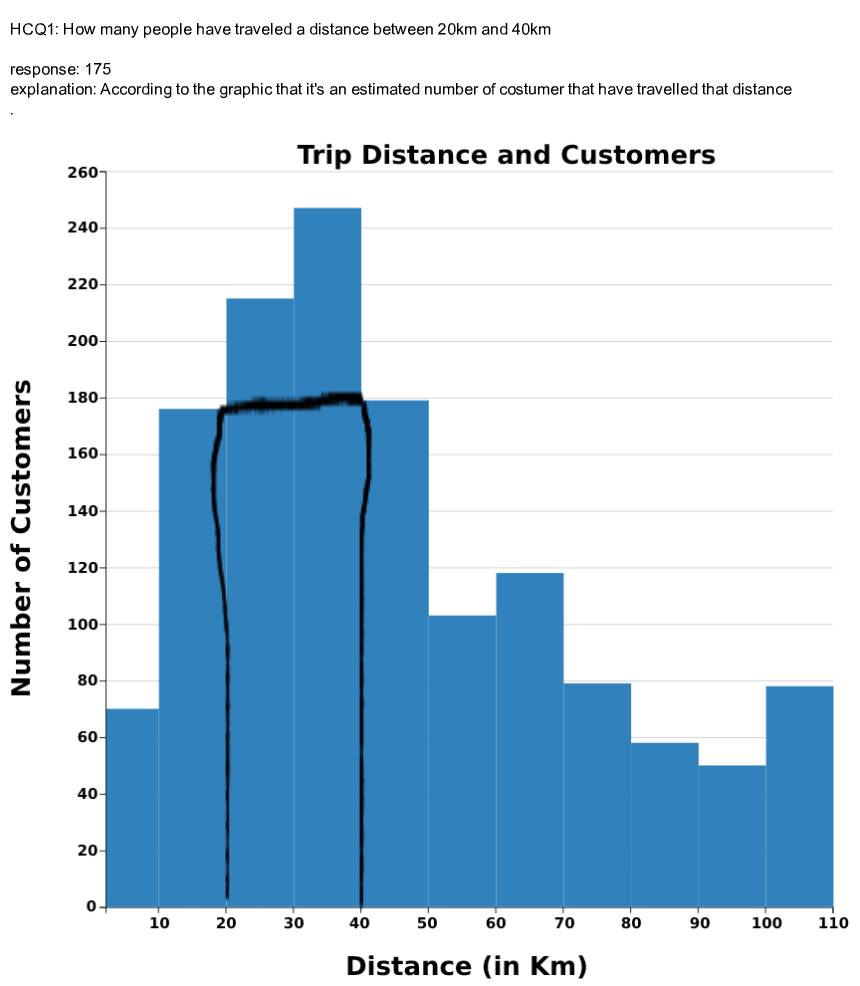 HCQ1: How many people have traveled a distance between 20km and 40km
response: 175
explanation: According to the graphic that it's an estimated number of costumer that have travelled that distance
.
Trip Distance and Customers
260
240
220
200
180
160
140
120
100
80
60
40
20
0
Number of Customers
10 20 30 40 50 60 70 80 90 100 110
Distance (in Km)